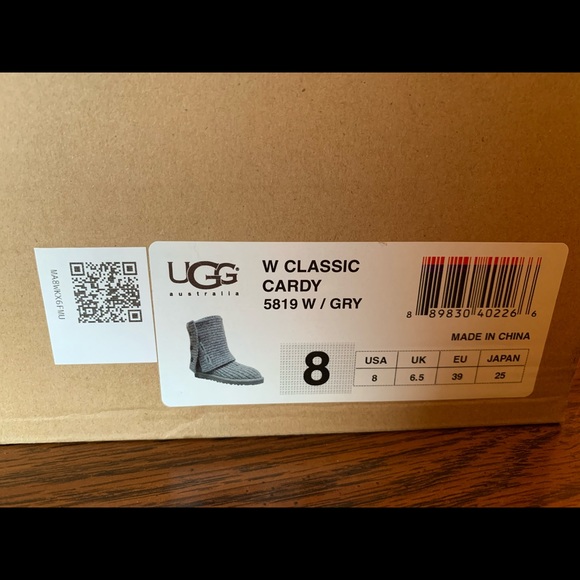 MA8WKX6FMU
UGG
australia
W CLASSIC
CARDY
5819 W / GRY
8 89830 40226 6
MADE IN CHINA
8
USA UK EU JAPAN
8 6.5 39 25